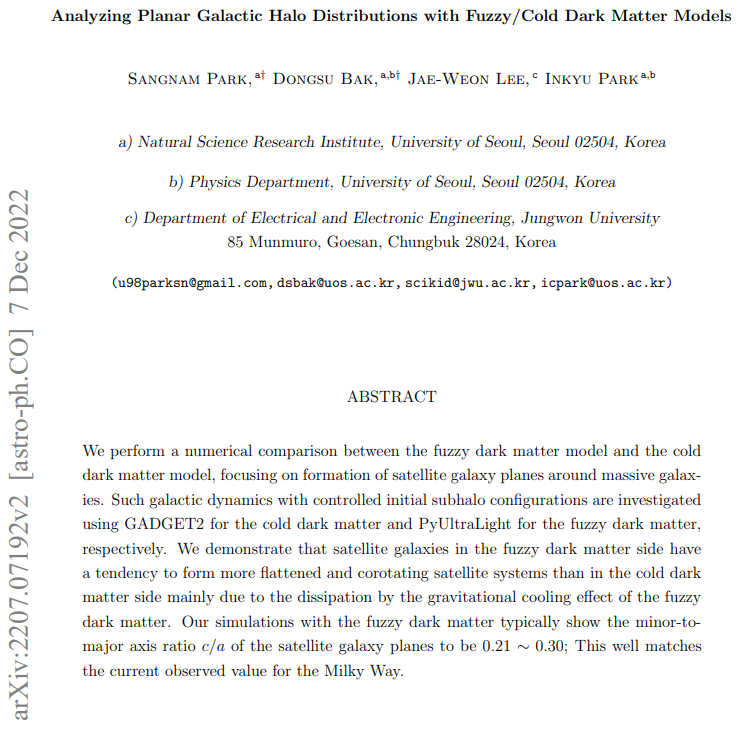 Analyzing Planar Galactic Halo Distributions with Fuzzy/Cold Dark Matter Models
Sangnam Park,a† Dongsu Bak,a,b† Jae-Weon Lee,c Inkyu Parka,b
a) Natural Science Research Institute, University of Seoul, Seoul 02504, Korea
b) Physics Department, University of Seoul, Seoul 02504, Korea
c) Department of Electrical and Electronic Engineering, Jungwon University
85 Munmuro, Goesan, Chungbuk 28024, Korea
(u98parksn@gmail.com, dsbak@uos.ac.kr, scikid@jwu.ac.kr, icpark@uos.ac.kr)
ABSTRACT
We perform a numerical comparison between the fuzzy dark matter model and the cold
dark matter model, focusing on formation of satellite galaxy planes around massive galax-
ies. Such galactic dynamics with controlled initial subhalo configurations are investigated
using GADGET2 for the cold dark matter and PyUltraLight for the fuzzy dark matter,
respectively. We demonstrate that satellite galaxies in the fuzzy dark matter side have
a tendency to form more flattened and corotating satellite systems than in the cold dark
matter side mainly due to the dissipation by the gravitational cooling effect of the fuzzy
dark matter. Our simulations with the fuzzy dark matter typically show the minor-to-
major axis ratio c/a of the satellite galaxy planes to be 0.21 ∼ 0.30; This well matches
the current observed value for the Milky Way.
arXiv:2207.07192v2 [astro-ph.CO] 7 Dec 2022